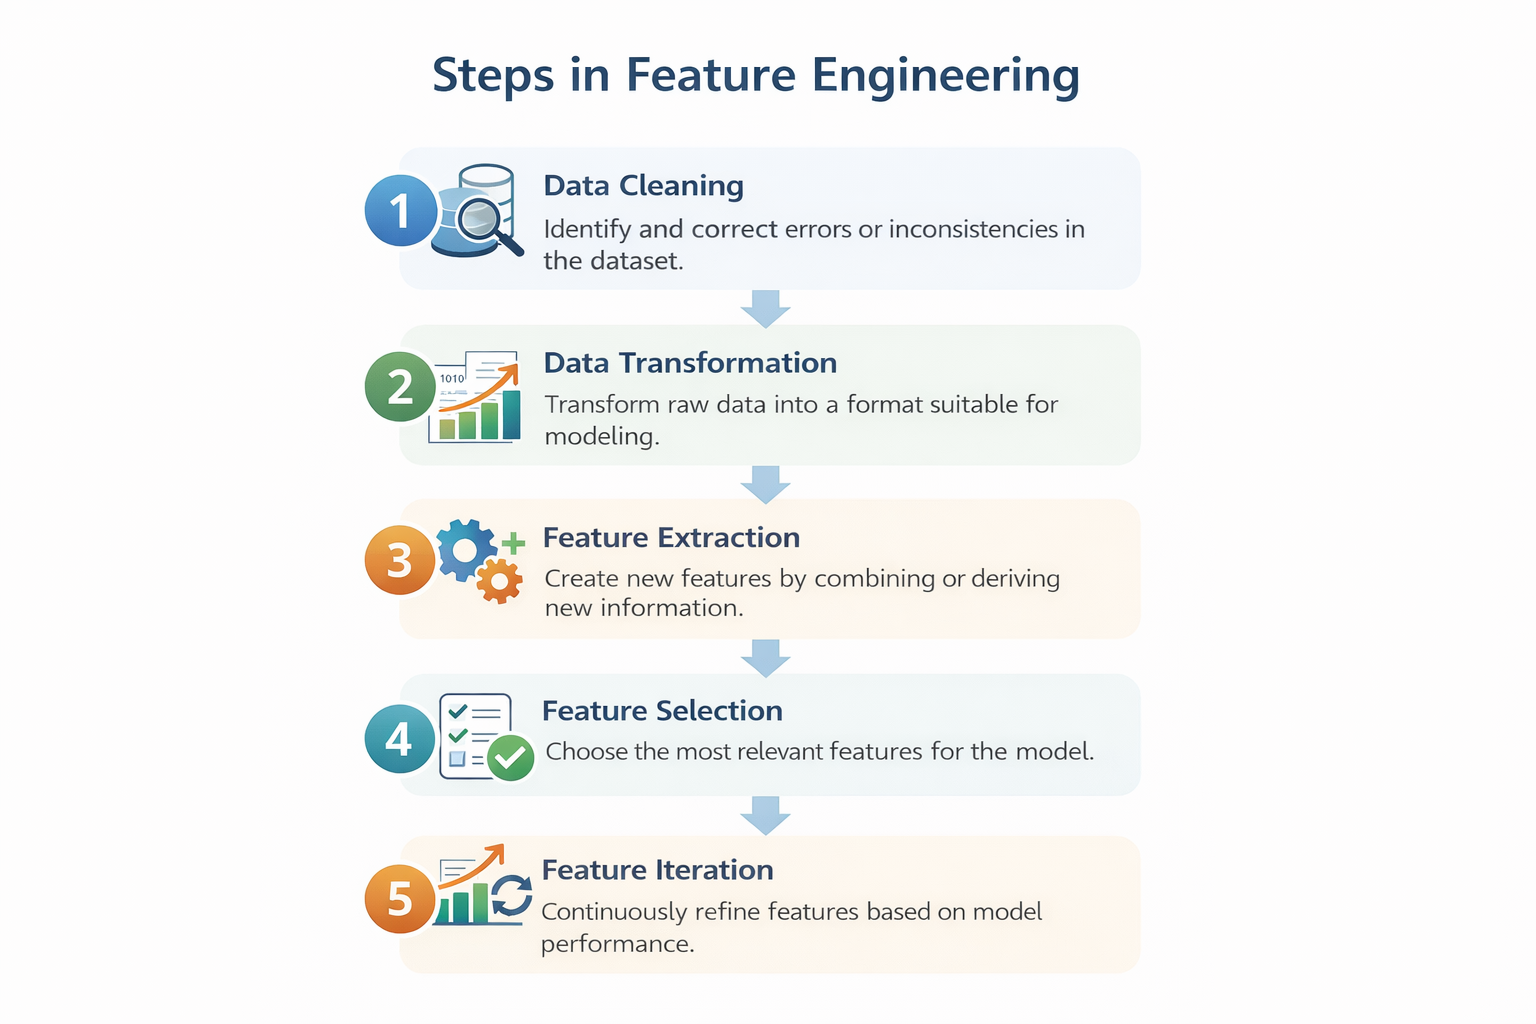 Steps in Feature Engineering
1
Data Cleaning
Identify and correct errors or inconsistencies in
the dataset.
2
1010
Data Transformation
Transform raw data into a format suitable for
modeling.
3
Feature Extraction
Create new features by combining or deriving
new information.
4
Feature Selection
Choose the most relevant features for the model.
5
Feature Iteration
Continuously refine features based on model
performance.